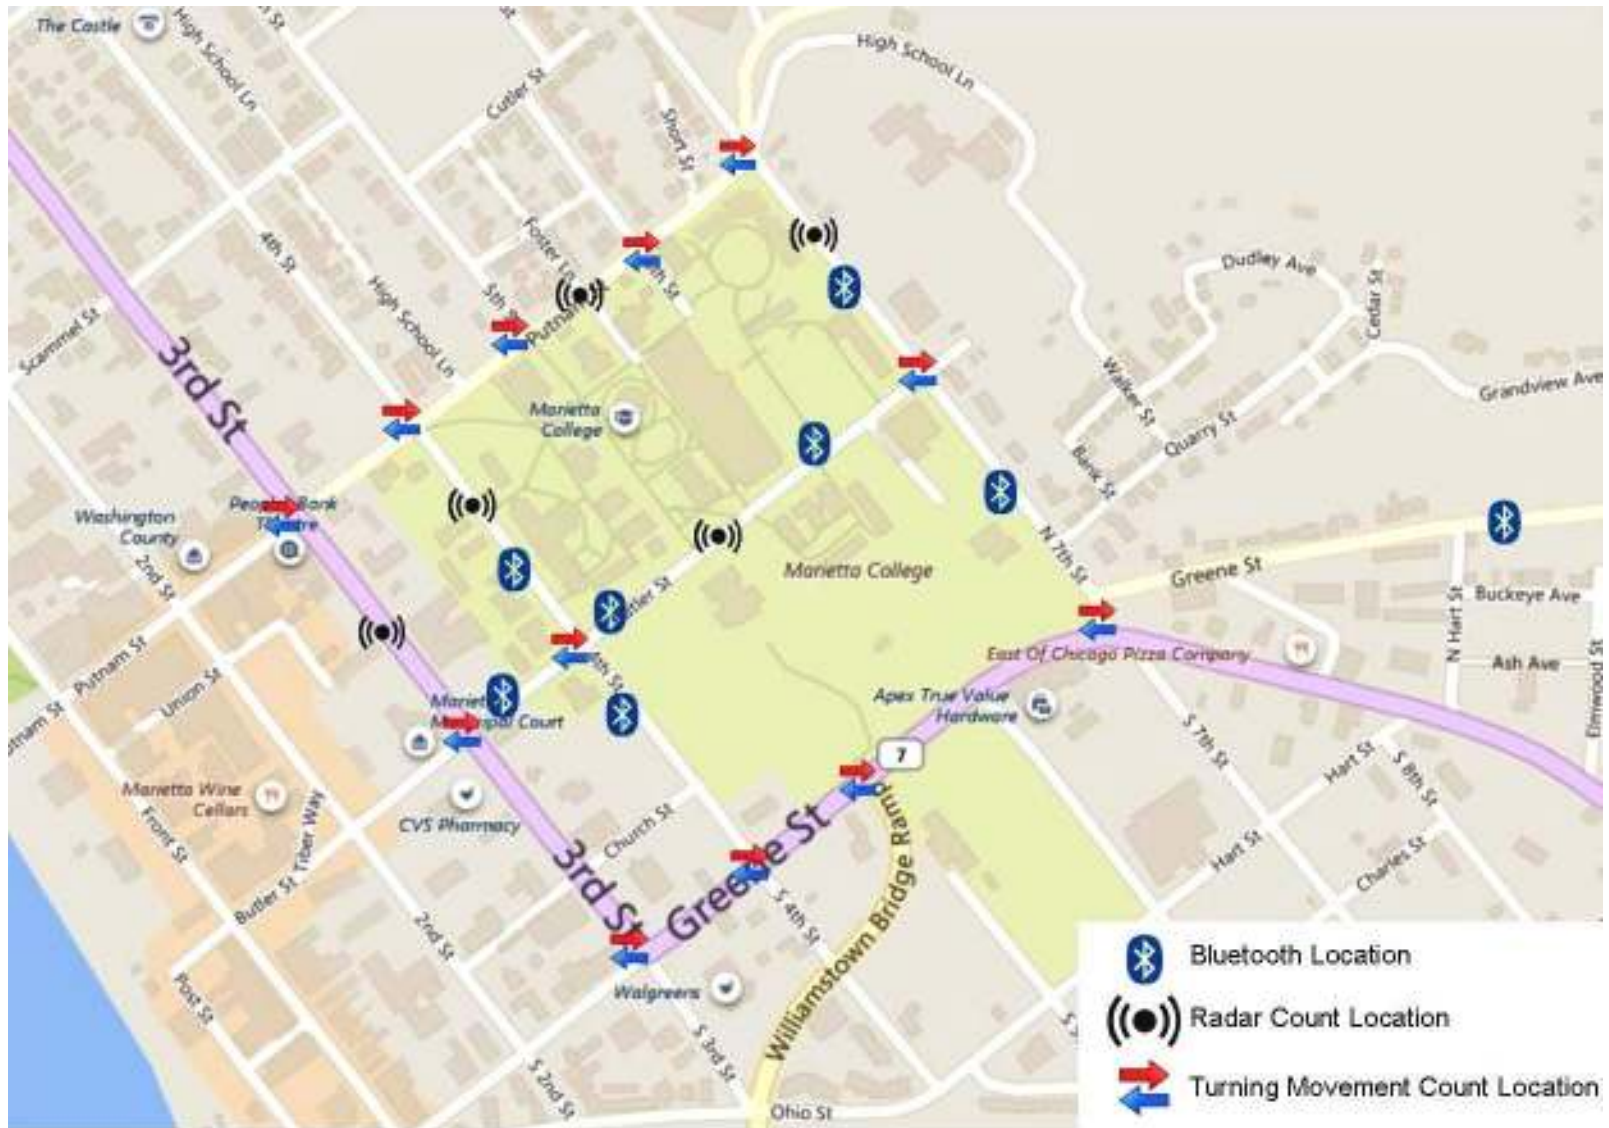 The Castle
High School Ln
High School Ln
Cutler St
Short St
4th St
Foster Ln
Dudley Ave
Cedar St
Scammel St
High School Ln
3rd St
Walker St
Grandview Ave
Quarry St
Marietta
College
Bank St
Washington
County
2nd St
N 7th St
Marietta College
Greene St
Buckeye Ave
N Hart St
Putnam St
Union St
East Of Chicago Pizza Company
Ash Ave
Elmwood St
Apex True Value
Hardware
7
S 7th St
Hart St
S 8th St
Marietta Wine
Cellars
CVS Pharmacy
Church St
Front St
Tiber Way
Butler St
3rd St
Greene St
Hart St
Charles St
2nd St
S 4th St
Williamstown Bridge Ramp
Walgreens
Post St
S 3rd St
S 2nd St
Ohio St
Bluetooth Location
Radar Count Location
Turning Movement Count Location